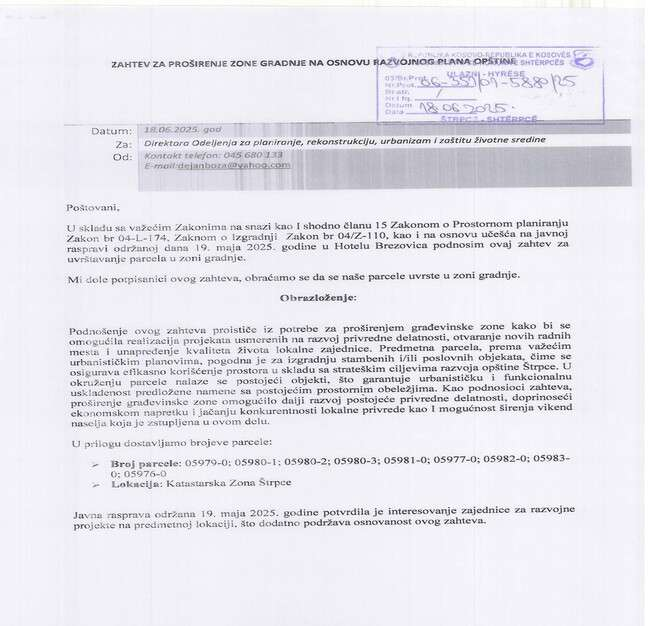 ZAHTEV ZA PROŠIRENJE ZONE GRADNJE NA OSNOVU RAZVOJNOG PLANA OPŠTINE
REPUBLIKA KOSOVO-REPUBLIKA E KOSOVËS
SHTËRPCËS
ULAZNI - HYRËSE
03/Br.Prot.
Nr.Prot. 06-351/01-5880/25
Br.str. /
Nr.i fq.
Datum 18.06.2025.
Data
ŠTRPCE - SHTËRPCË
Datum: 18.06.2025. god
Za: Direktora Odeljenja za planiranje, rekonstrukciju, urbanizam i zaštitu životne sredine
Od: Kontakt telefon: 045 680 133
E-mail:dejanboza@yahoo.com
Poštovani,
U skladu sa važećim Zakonima na snazi kao I shodno članu 15 Zakonom o Prostornom planiranju
Zakon br 04-L-174, Zaknom o Izgradnji Zakon br 04/Z-110, kao i na osnovu učešća na javnoj
raspravi održanoj dana 19. maja 2025. godine u Hotelu Brezovica podnosim ovaj zahtev za
uvrštavanje parcela u zoni gradnje.
Mi dole potpisanici ovog zahteva, obraćamo se da se naše parcele uvrste u zoni gradnje.
Obrazloženje:
Podnošenje ovog zahteva proističe iz potrebe za proširenjem građevinske zone kako bi se
omogućila realizacija projekata usmerenih na razvoj privredne delatnosti, otvaranje novih radnih
mesta i unapređenje kvaliteta života lokalne zajednice. Predmetna parcela, prema važećim
urbanističkim planovima, pogodna je za izgradnju stambenih i/ili poslovnih objekata, čime se
osigurava efikasno korišćenje prostora u skladu sa strateškim ciljevima razvoja opštine Štrpce. U
okruženju parcele nalaze se postojeći objekti, što garantuje urbanističku i funkcionalnu
usklađenost predložene namene sa postojećim prostornim obeležjima. Kao podnosioci zahteva,
proširenje građevinske zone omogućilo dalji razvoj postojeće privredne delatnosti, doprinoseći
ekonomskom napretku i jačanju konkurentnosti lokalne privrede kao I mogućnost širenja vikend
naselja koja je zstupljena u ovom delu.
U prilogu dostavljamo brojeve parcele:
➢ Broj parcele: 05979-0; 05980-1; 05980-2; 05980-3; 05981-0; 05977-0; 05982-0; 05983-
0; 05976-0
➢ Lokacija: Katastarska Zona Štrpce
Javna rasprava održana 19. maja 2025. godine potvrdila je interesovanje zajednice za razvojne
projekte na predmetnoj lokaciji, što dodatno podržava osnovanost ovog zahteva.